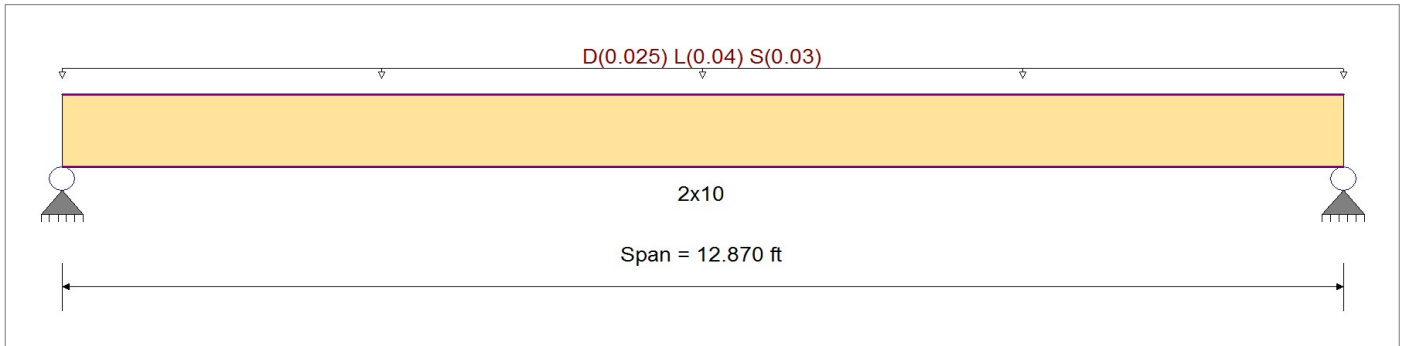 D(0.025) L(0.04) S(0.03)
2x10
Span = 12.870 ft